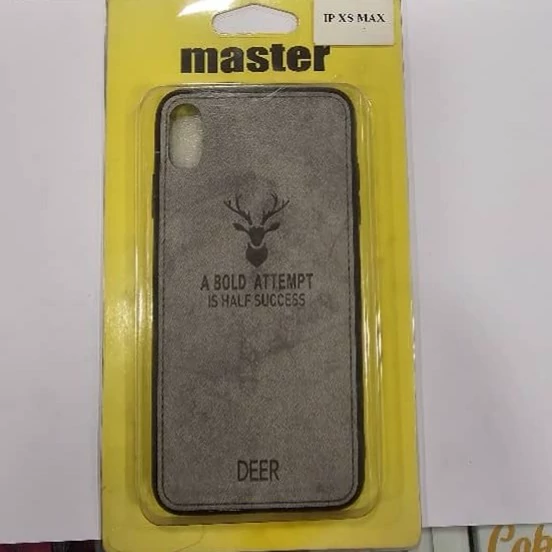 IP XS MAX
master
A BOLD ATTEMPT
IS HALF SUCCESS
DEER